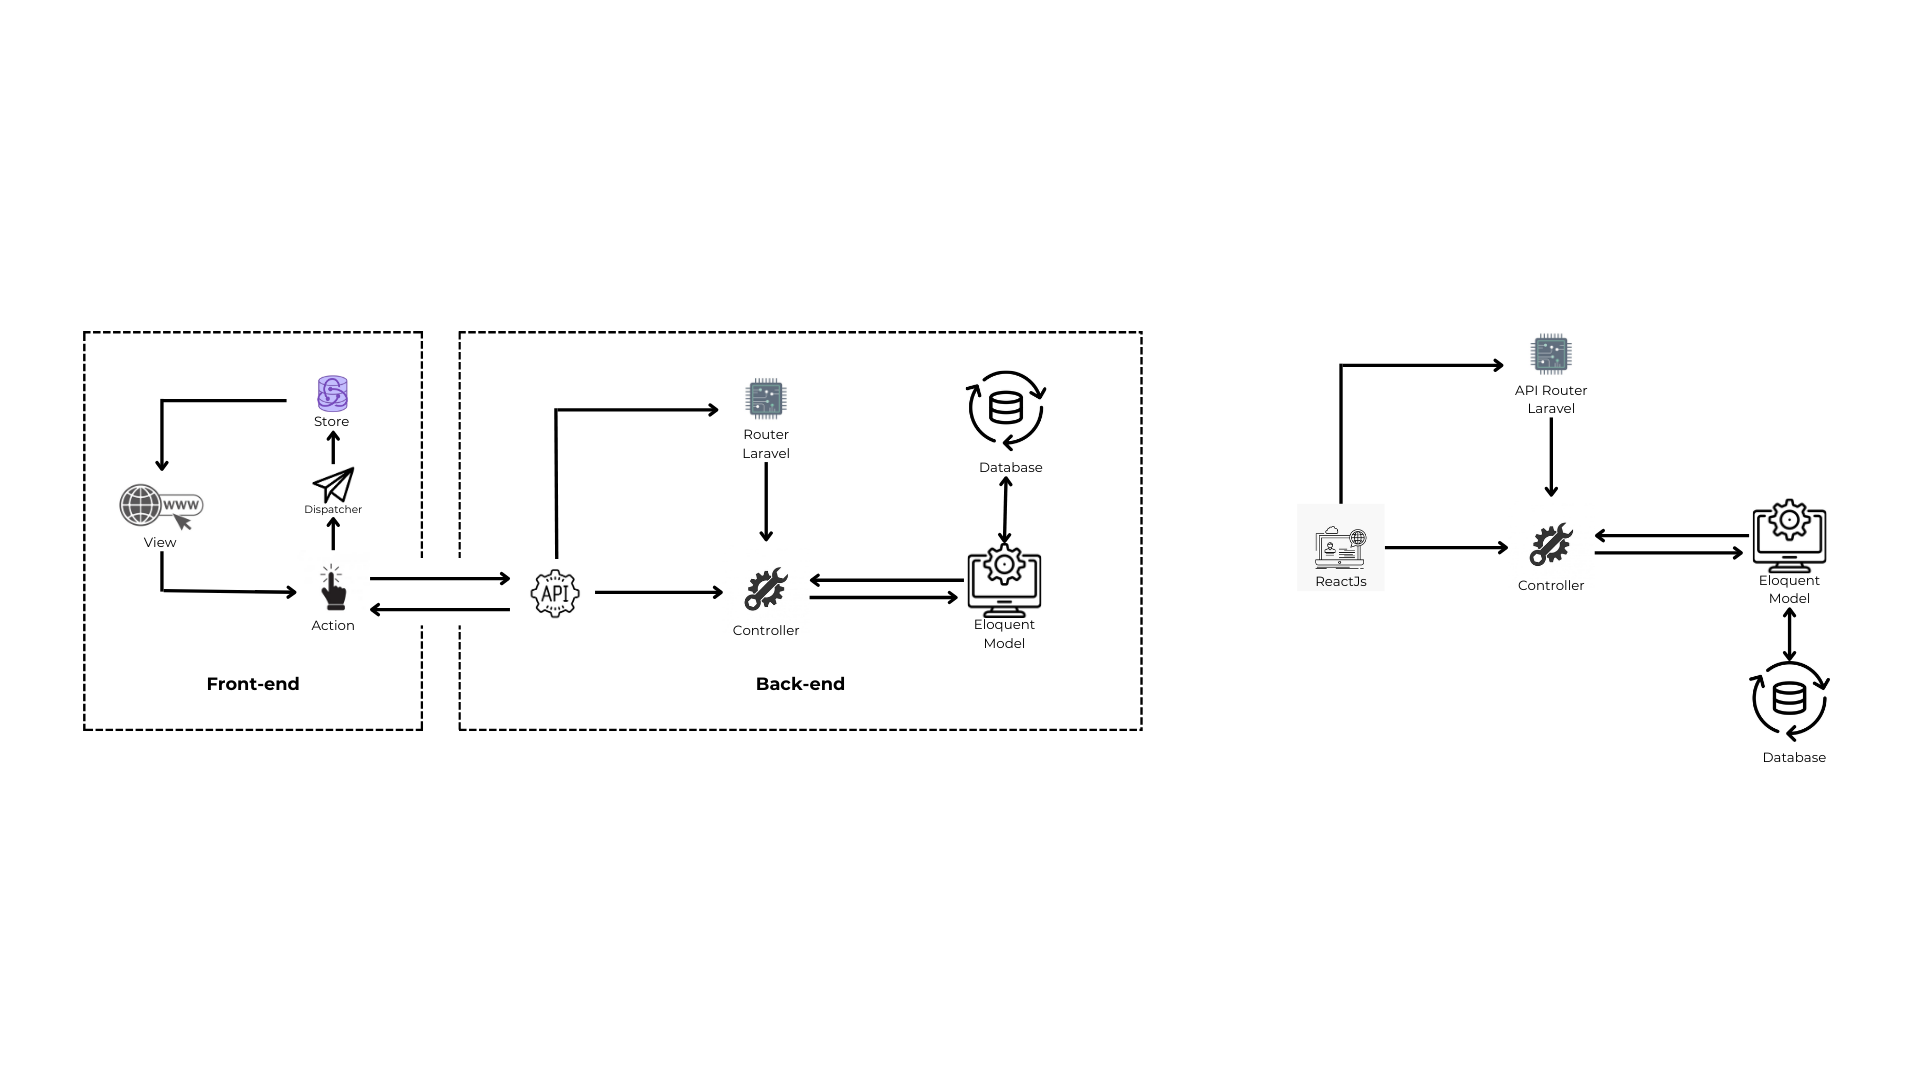 Store
Dispatcher
WWW
View
Action
Front-end
Router
Laravel
Database
API
Controller
Eloquent
Model
Back-end
API Router
Laravel
ReactJs
Controller
Eloquent
Model
Database